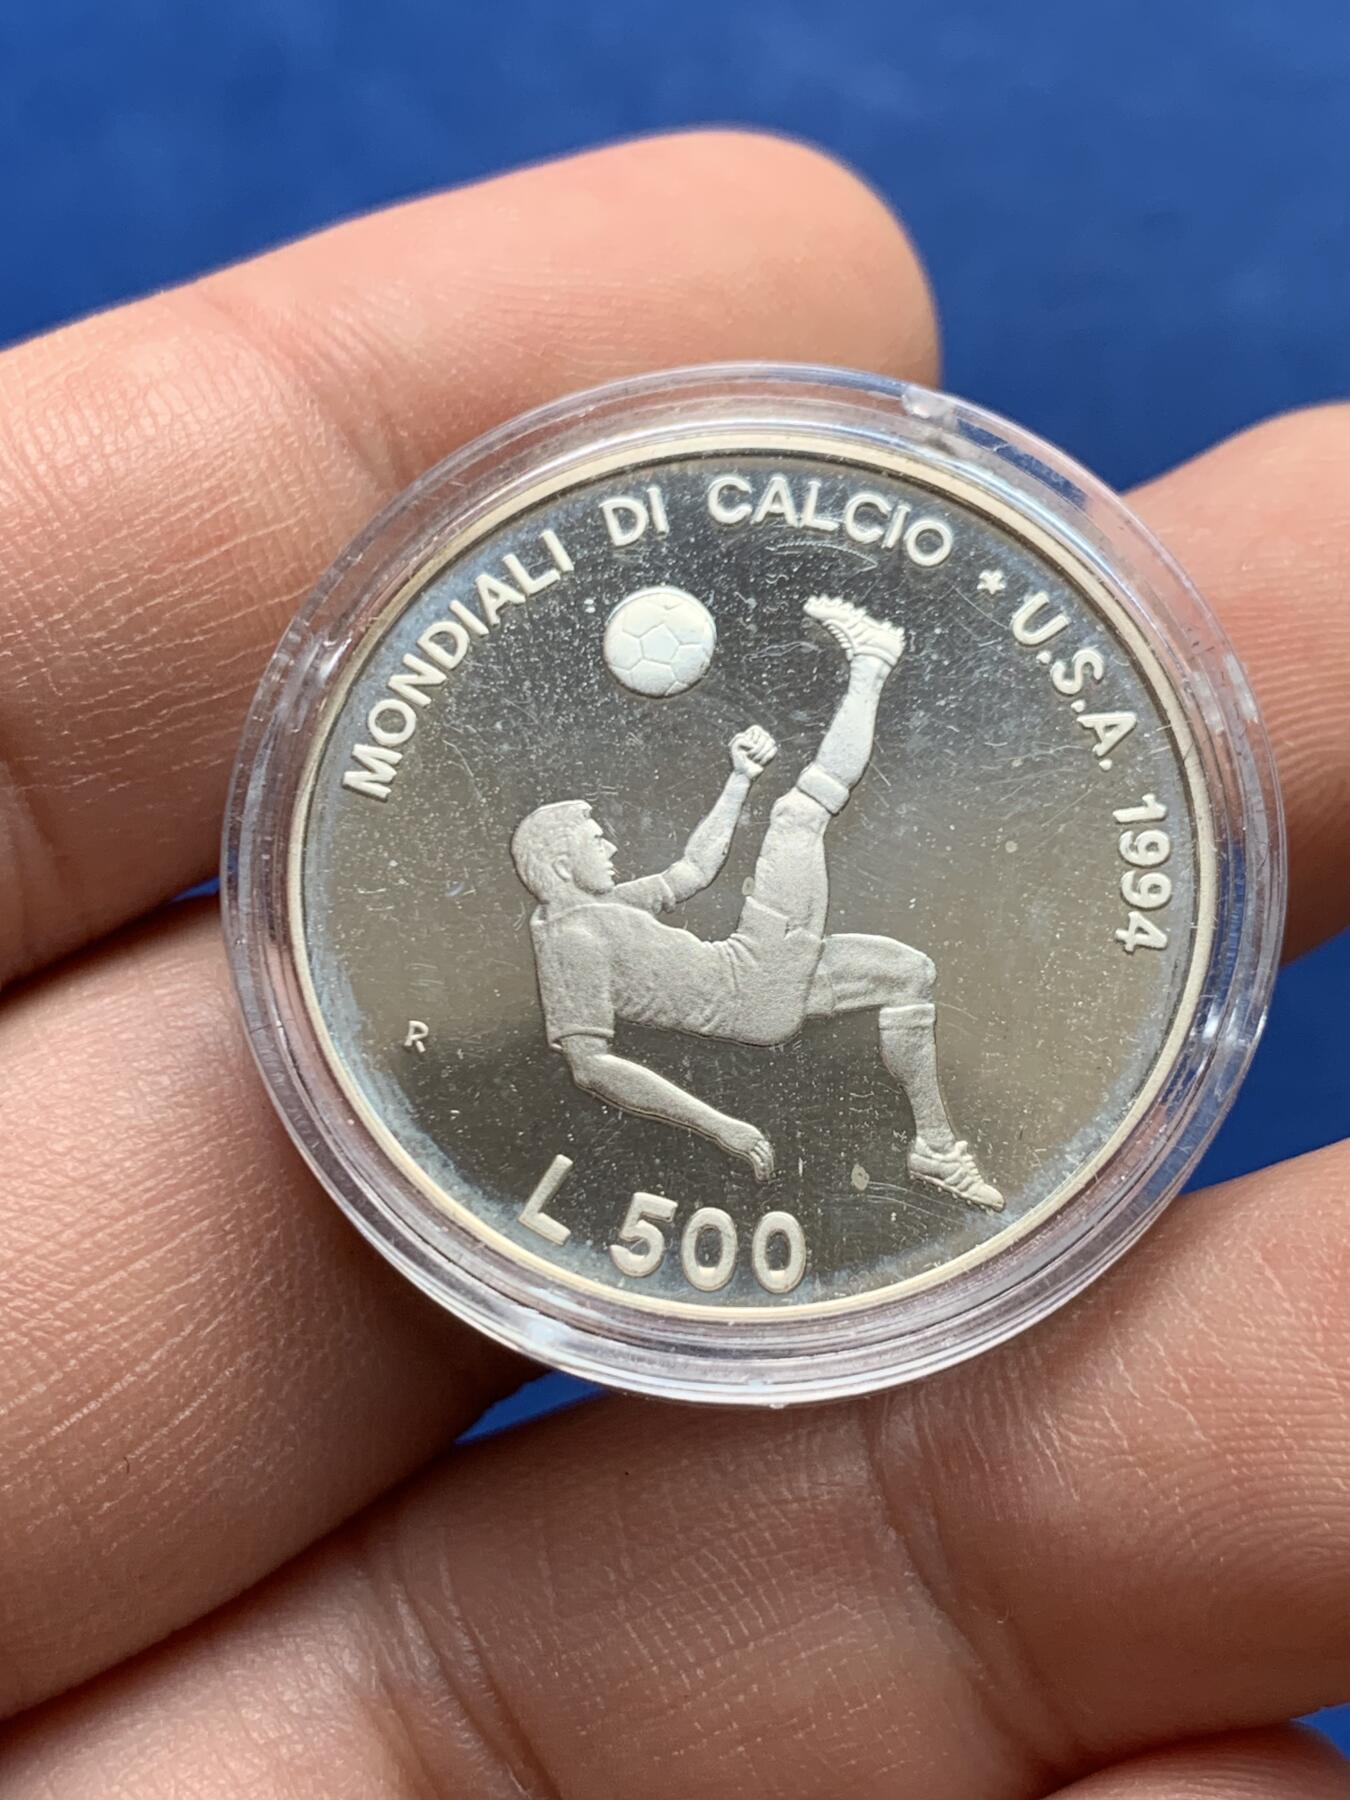 MONDIALI DI CALCIO * U.S.A. 1994
R
L 500